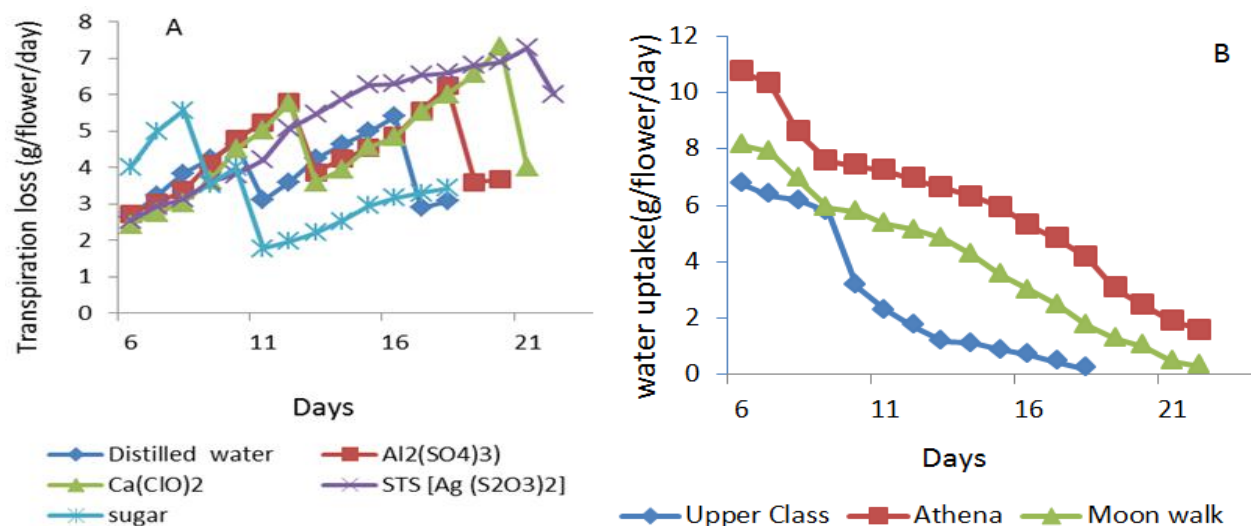 A
Transpiration loss (g/flower/day)
8
7
6
5
4
3
2
1
0
6 11 16 21
Days
Distilled water Al2(SO4)3)
Ca(ClO)2 STS [Ag (S2O3)2]
sugar
B
water uptake(g/flower/day)
12
10
8
6
4
2
0
6 11 16 21
Days
Upper Class Athena Moon walk